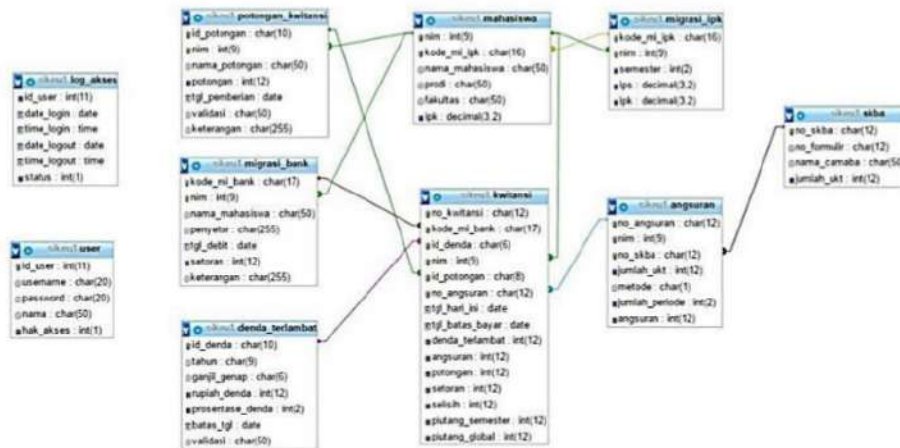 log_akses
id_user : int(11)
date_login : date
time_login : time
date_logout : date
time_logout : time
status : int(1)
user
id_user : int(11)
username : char(20)
password : char(20)
nama : char(50)
hak_akses : int(1)
potongan_kwitansi
id_potongan : char(10)
nim : int(9)
nama_potongan : char(50)
potongan : int(12)
tgl_pemberian : date
validasi : char(50)
keterangan : char(255)
migrasi_bank
kode_mi_bank : char(17)
nim : int(9)
nama_mahasiswa : char(50)
penyetor : char(255)
tgl_debit : date
setoran : int(12)
keterangan : char(255)
denda_terlambat
id_denda : char(10)
tahun : char(9)
ganjil_genap : char(6)
rupiah_denda : int(12)
prosentase_denda : int(2)
batas_tgl : date
validasi : char(50)
mahasiswa
nim : int(9)
kode_mi_ipk : char(16)
nama_mahasiswa : char(50)
prodi : char(50)
fakultas : char(50)
ipk : decimal(3.2)
kwitansi
no_kwitansi : char(12)
kode_mi_bank : char(17)
id_denda : char(6)
nim : int(9)
id_potongan : char(8)
no_angsuran : char(12)
tgl_hari_ini : date
tgl_batas_bayar : date
denda_terlambat : int(12)
angsuran : int(12)
potongan : int(12)
setoran : int(12)
selisih : int(12)
piutang_semester : int(12)
piutang_global : int(12)
migrasi_ipk
kode_mi_ipk : char(16)
nim : int(9)
semester : int(2)
ips : decimal(3.2)
ipk : decimal(3.2)
angsuran
no_angsuran : char(12)
nim : int(9)
no_skba : char(12)
jumlah_ukt : int(12)
metode : char(1)
jumlah_periode : int(2)
angsuran : int(12)
skba
no_skba : char(12)
no_formulir : char(12)
nama_camaba : char(50
jumlah_ukt : int(12)